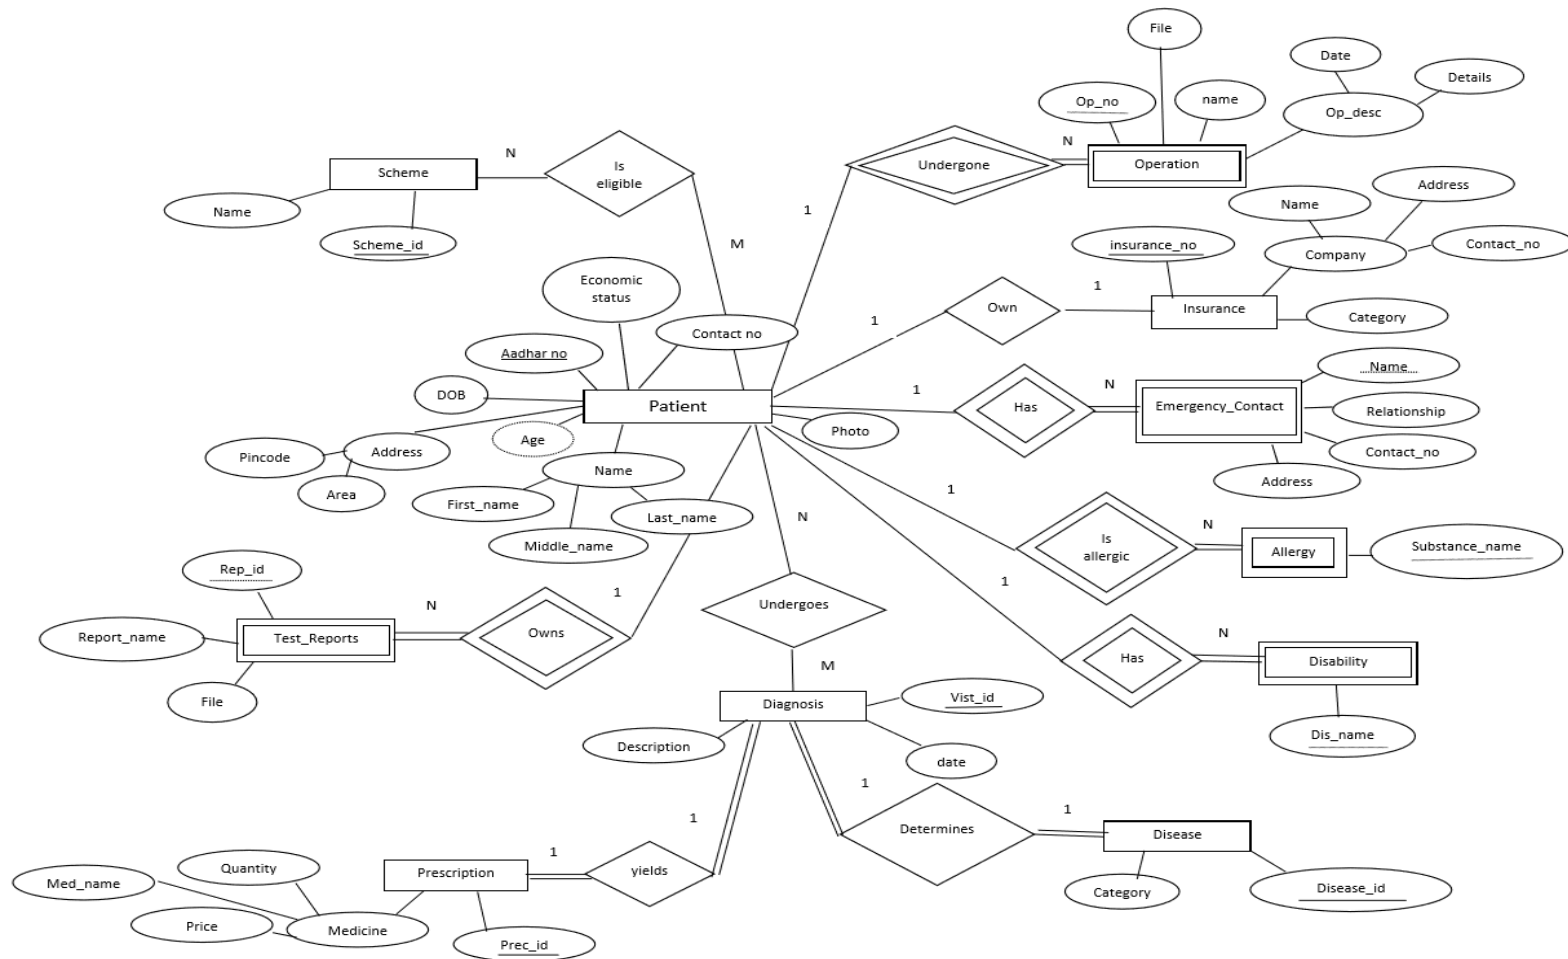 File
Date
Details
Op_no
name
Op_desc
N
N
Is
eligible
Undergone
Operation
Scheme
Name
Scheme_id
1
M
Name
Address
insurance_no
Company
Contact_no
Economic
status
1
Own
1
Insurance
Category
Contact no
Aadhar no
DOB
Patient
1
Has
N
Emergency_Contact
Name
Relationship
Contact_no
Address
Age
Photo
Pincode
Address
Area
Name
First_name
Last_name
Middle_name
1
N
N
Is
allergic
Allergy
Substance_name
Rep_id
N
1
Owns
Report_name
Test_Reports
File
Undergoes
1
N
Has
Disability
Dis_name
M
Diagnosis
Vist_id
Description
date
1
1
1
Determines
Disease
Category
Disease_id
1
Prescription
yields
Quantity
Med_name
Price
Medicine
Prec_id